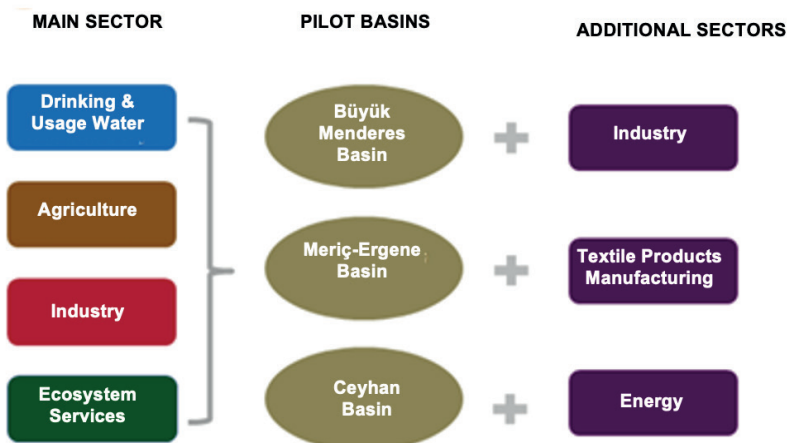 MAIN SECTOR
PILOT BASINS
ADDITIONAL SECTORS
Drinking &
Usage Water
Agriculture
Industry
Ecosystem
Services
Büyük
Menderes
Basin
Meriç-Ergene
Basin
Ceyhan
Basin
Industry
Textile Products
Manufacturing
Energy